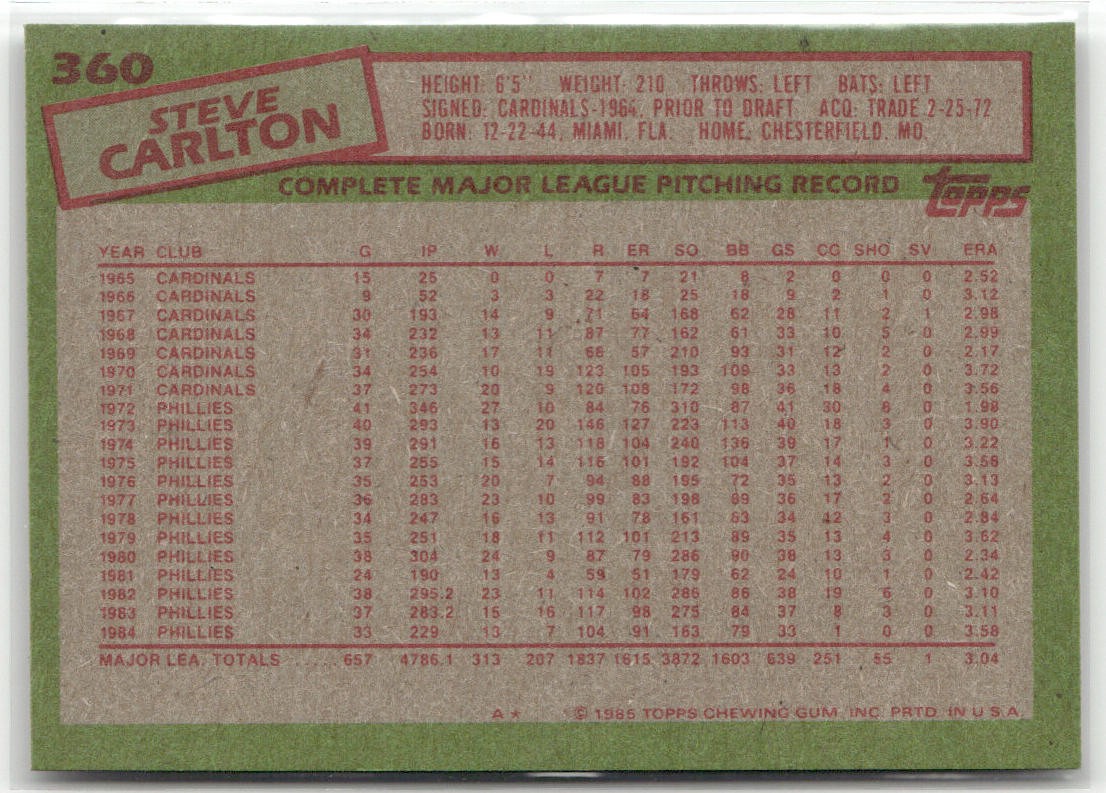 360
STEVE
CARLTON
HEIGHT: 6'5" WEIGHT: 210 THROWS: LEFT BATS: LEFT
SIGNED: CARDINALS-1964, PRIOR TO DRAFT. ACQ: TRADE 2-25-72
BORN: 12-22-44, MIAMI, FLA. HOME: CHESTERFIELD, MO.
COMPLETE MAJOR LEAGUE PITCHING RECORD
topps
YEAR CLUB G IP W L R ER SO BB GS CG SHO SV ERA
1965 CARDINALS 15 25 0 0 7 7 21 8 2 0 0 0 2.52
1966 CARDINALS 9 52 3 3 22 18 25 18 9 2 1 0 3.12
1967 CARDINALS 30 193 14 9 71 64 168 62 28 11 2 1 2.98
1968 CARDINALS 34 232 13 11 87 77 162 61 33 10 5 0 2.99
1969 CARDINALS 31 236 17 11 66 57 210 93 31 12 2 0 2.17
1970 CARDINALS 34 254 10 19 123 105 193 109 33 13 2 0 3.72
1971 CARDINALS 37 273 20 9 120 108 172 98 36 18 4 0 3.56
1972 PHILLIES 41 346 27 10 84 76 310 87 41 30 8 0 1.98
1973 PHILLIES 40 293 13 20 146 127 223 113 40 18 3 0 3.90
1974 PHILLIES 39 291 16 13 118 104 240 136 39 17 1 0 3.22
1975 PHILLIES 37 255 15 14 116 101 192 104 37 14 3 0 3.56
1976 PHILLIES 35 253 20 7 94 88 195 72 35 13 2 0 3.13
1977 PHILLIES 36 283 23 10 99 83 198 89 36 17 2 0 2.64
1978 PHILLIES 34 247 16 13 91 78 161 63 34 12 3 0 2.84
1979 PHILLIES 35 251 18 11 112 101 213 89 35 13 4 0 3.62
1980 PHILLIES 38 304 24 9 87 79 286 90 38 13 3 0 2.34
1981 PHILLIES 24 190 13 4 59 51 179 62 24 10 1 0 2.42
1982 PHILLIES 38 295.2 23 11 114 102 286 86 38 19 6 0 3.10
1983 PHILLIES 37 283.2 15 16 117 98 275 84 37 8 3 0 3.11
1984 PHILLIES 33 229 13 7 104 91 163 79 33 1 0 0 3.58
MAJOR LEA. TOTALS ...... 657 4786.1 313 207 1837 1615 3872 1603 639 251 55 1 3.04
A* © 1985 TOPPS CHEWING GUM, INC. PRTD. IN U.S.A.